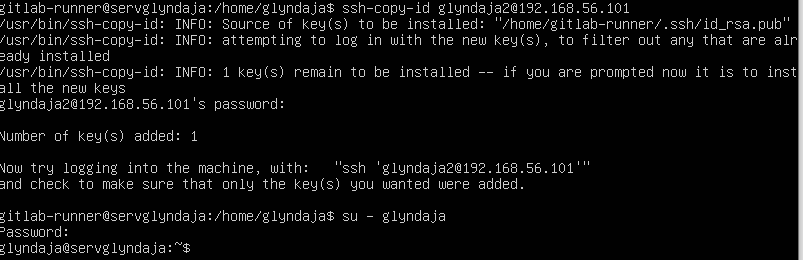 gitlab-runner@servglyndaja:/home/glyndaja$ ssh-copy-id glyndaja2@192.168.56.101
/usr/bin/ssh-copy-id: INFO: Source of key(s) to be installed: "/home/gitlab-runner/.ssh/id_rsa.pub"
/usr/bin/ssh-copy-id: INFO: attempting to log in with the new key(s), to filter out any that are alr
eady installed
/usr/bin/ssh-copy-id: INFO: 1 key(s) remain to be installed -- if you are prompted now it is to inst
all the new keys
glyndaja2@192.168.56.101's password:
Number of key(s) added: 1
Now try logging into the machine, with:   "ssh 'glyndaja2@192.168.56.101'"
and check to make sure that only the key(s) you wanted were added.
gitlab-runner@servglyndaja:/home/glyndaja$ su - glyndaja
Password:
glyndaja@servglyndaja:~$